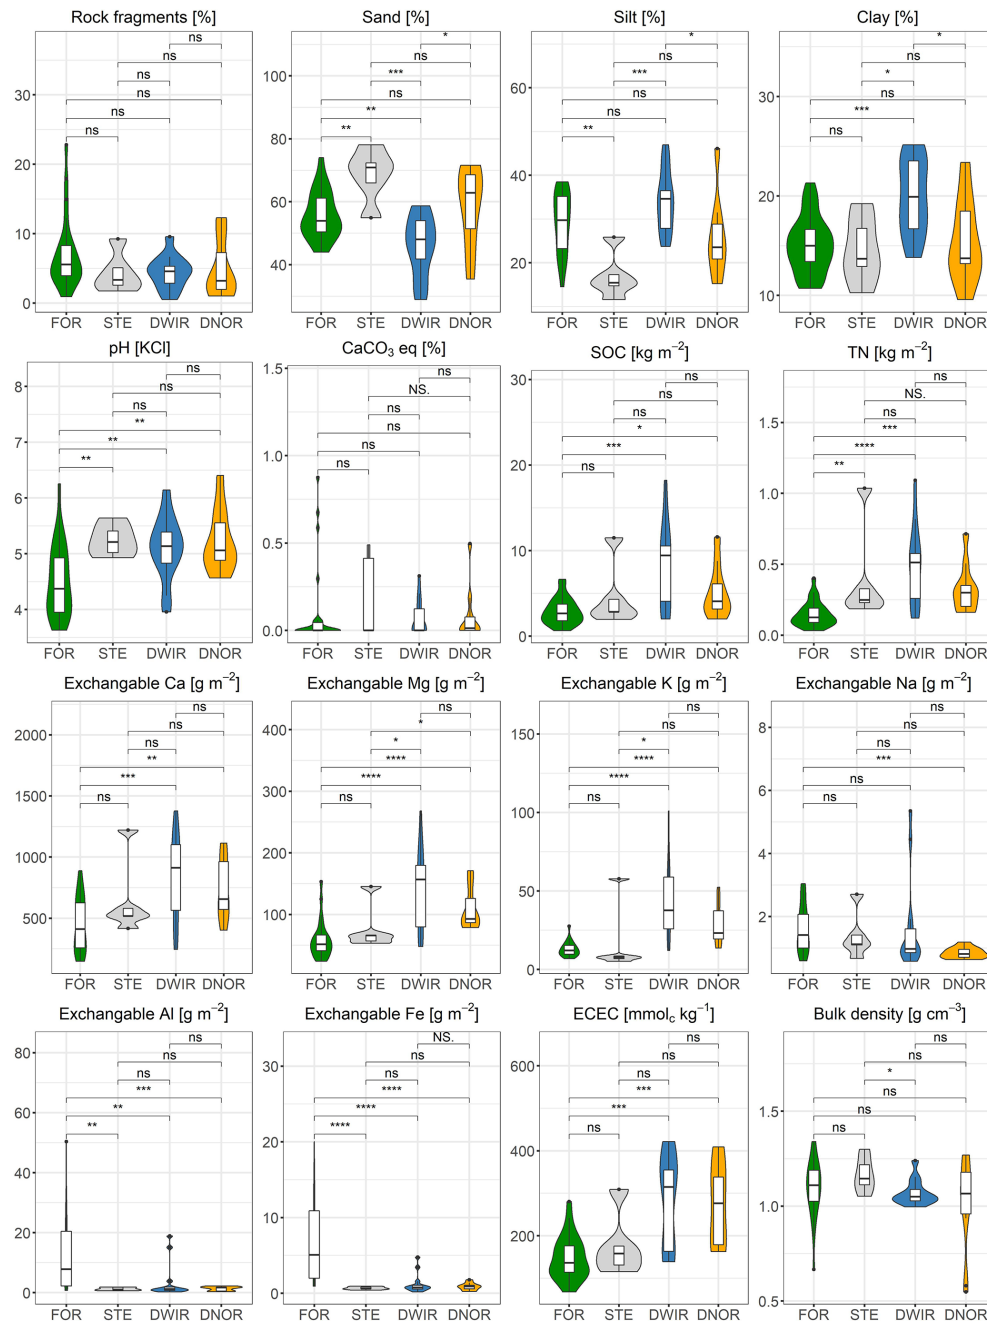 Rock fragments [%]
30
20
10
0
ns
ns
ns
ns
ns
ns
FOR STE DWIR DNOR
Sand [%]
100
80
60
40
*
ns
***
ns
**
**
FOR STE DWIR DNOR
Silt [%]
60
40
20
*
ns
***
ns
ns
**
FOR STE DWIR DNOR
Clay [%]
30
20
10
*
ns
*
ns
***
ns
FOR STE DWIR DNOR
pH [KCl]
8
7
6
5
4
ns
ns
ns
**
**
**
FOR STE DWIR DNOR
CaCO₃ eq [%]
1.5
1.0
0.5
0.0
ns
NS.
ns
ns
ns
ns
FOR STE DWIR DNOR
SOC [kg m⁻²]
30
20
10
0
ns
ns
ns
*
***
ns
FOR STE DWIR DNOR
TN [kg m⁻²]
1.5
1.0
0.5
0.0
ns
NS.
ns
***
****
**
FOR STE DWIR DNOR
Exchangable Ca [g m⁻²]
2000
1500
1000
500
ns
ns
ns
**
***
ns
FOR STE DWIR DNOR
Exchangable Mg [g m⁻²]
400
300
200
100
ns
*
*
****
****
ns
FOR STE DWIR DNOR
Exchangable K [g m⁻²]
150
100
50
0
ns
ns
*
****
****
ns
FOR STE DWIR DNOR
Exchangable Na [g m⁻²]
8
6
4
2
ns
ns
ns
***
ns
ns
FOR STE DWIR DNOR
Exchangable Al [g m⁻²]
80
60
40
20
0
ns
ns
ns
***
**
**
FOR STE DWIR DNOR
Exchangable Fe [g m⁻²]
30
20
10
0
NS.
ns
ns
****
****
****
FOR STE DWIR DNOR
ECEC [mmol꜀ kg⁻¹]
600
400
200
ns
ns
ns
***
***
ns
FOR STE DWIR DNOR
Bulk density [g cm⁻³]
1.5
1.0
0.5
ns
ns
*
ns
ns
ns
FOR STE DWIR DNOR